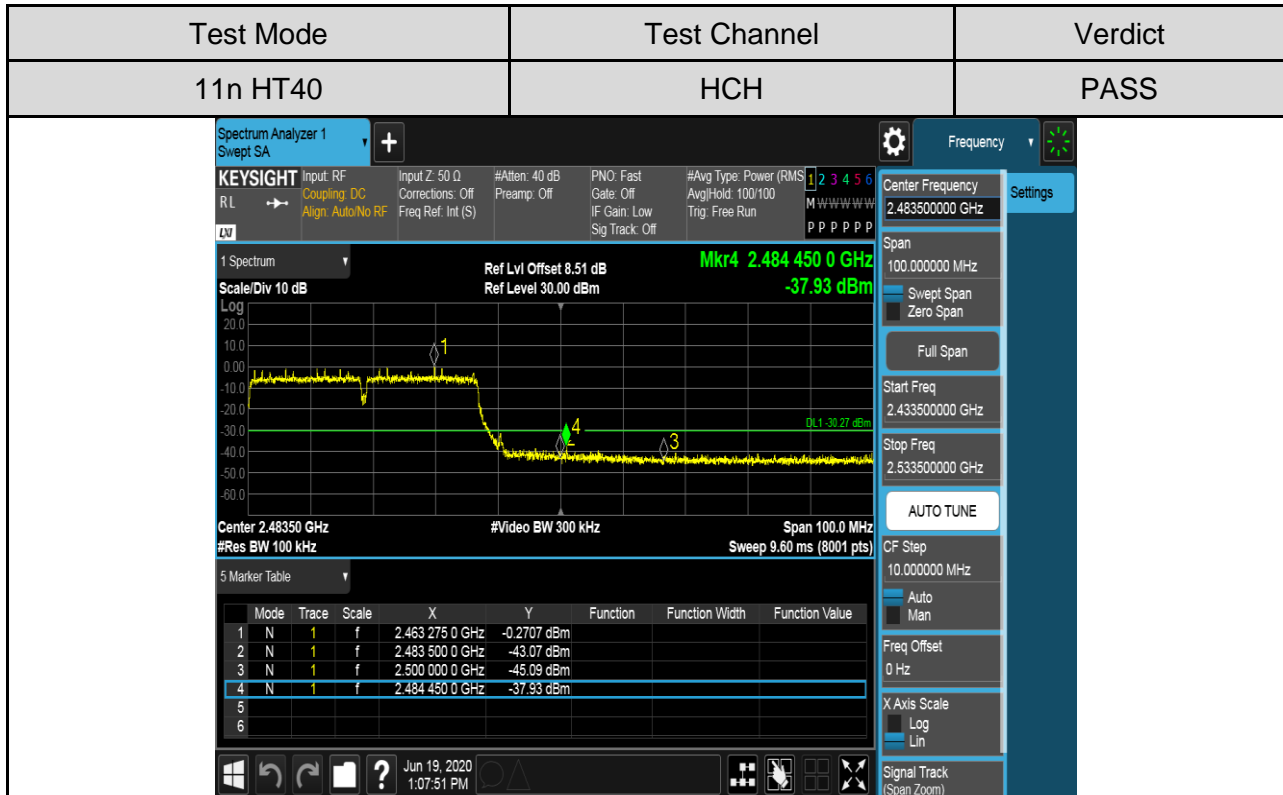 Test Mode Test Channel Verdict
11n HT40 HCH PASS
Spectrum Analyzer 1
Swept SA
+
Frequency
KEYSIGHT Input: RF Input Z: 50 Ω #Atten: 40 dB PNO: Fast #Avg Type: Power (RMS 1 2 3 4 5 6
RL Coupling: DC Corrections: Off Preamp: Off Gate: Off Avg|Hold: 100/100 M W W W W W
Align: Auto/No RF Freq Ref: Int (S) IF Gain: Low Trig: Free Run
LXI Sig Track: Off P P P P P P
1 Spectrum Ref Lvl Offset 8.51 dB Mkr4 2.484 450 0 GHz
Scale/Div 10 dB Ref Level 30.00 dBm -37.93 dBm
Log
20.0
10.0
0.00
-10.0
-20.0
-30.0
-40.0
-50.0
-60.0
1
4
2
3
DL1 -30.27 dBm
Center 2.48350 GHz #Video BW 300 kHz Span 100.0 MHz
#Res BW 100 kHz Sweep 9.60 ms (8001 pts)
5 Marker Table
Mode Trace Scale X Y Function Function Width Function Value
1 N 1 f 2.463 275 0 GHz -0.2707 dBm
2 N 1 f 2.483 500 0 GHz -43.07 dBm
3 N 1 f 2.500 000 0 GHz -45.09 dBm
4 N 1 f 2.484 450 0 GHz -37.93 dBm
5
6
?
Jun 19, 2020
1:07:51 PM
Center Frequency
2.483500000 GHz
Settings
Span
100.000000 MHz
Swept Span
Zero Span
Full Span
Start Freq
2.433500000 GHz
Stop Freq
2.533500000 GHz
AUTO TUNE
CF Step
10.000000 MHz
Auto
Man
Freq Offset
0 Hz
X Axis Scale
Log
Lin
Signal Track
(Span Zoom)